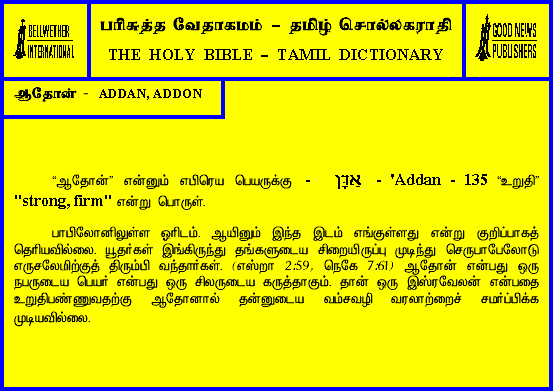 BELLWETHER
INTERNATIONAL
பரிசுத்த வேதாகமம் – தமிழ் சொல்லகராதி
THE HOLY BIBLE – TAMIL DICTIONARY
GOOD NEWS
PUBLISHERS
ஆதோன் - ADDAN, ADDON
“ஆதோன்” என்னும் எபிரெய பெயருக்கு - אַדָּן - 'Addan - 135 “உறுதி”
"strong, firm" என்று பொருள்.
பாபிலோனிலுள்ள ஓரிடம். ஆயினும் இந்த இடம் எங்குள்ளது என்று குறிப்பாகத்
தெரியவில்லை. யூதர்கள் இங்கிருந்து தங்களுடைய சிறையிருப்பு முடிந்து செருபாபேலோடு
எருசலேமிற்குத் திரும்பி வந்தார்கள். (எஸ்றா 2:59, நெகே 7:61) ஆதோன் என்பது ஒரு
நபருடைய பெயர் என்பது ஒரு சிலருடைய கருத்தாகும். தான் ஒரு இஸ்ரவேலன் என்பதை
உறுதிபண்ணுவதற்கு ஆதோனால் தன்னுடைய வம்சவழி வரலாற்றைச் சமர்ப்பிக்க
முடியவில்லை.